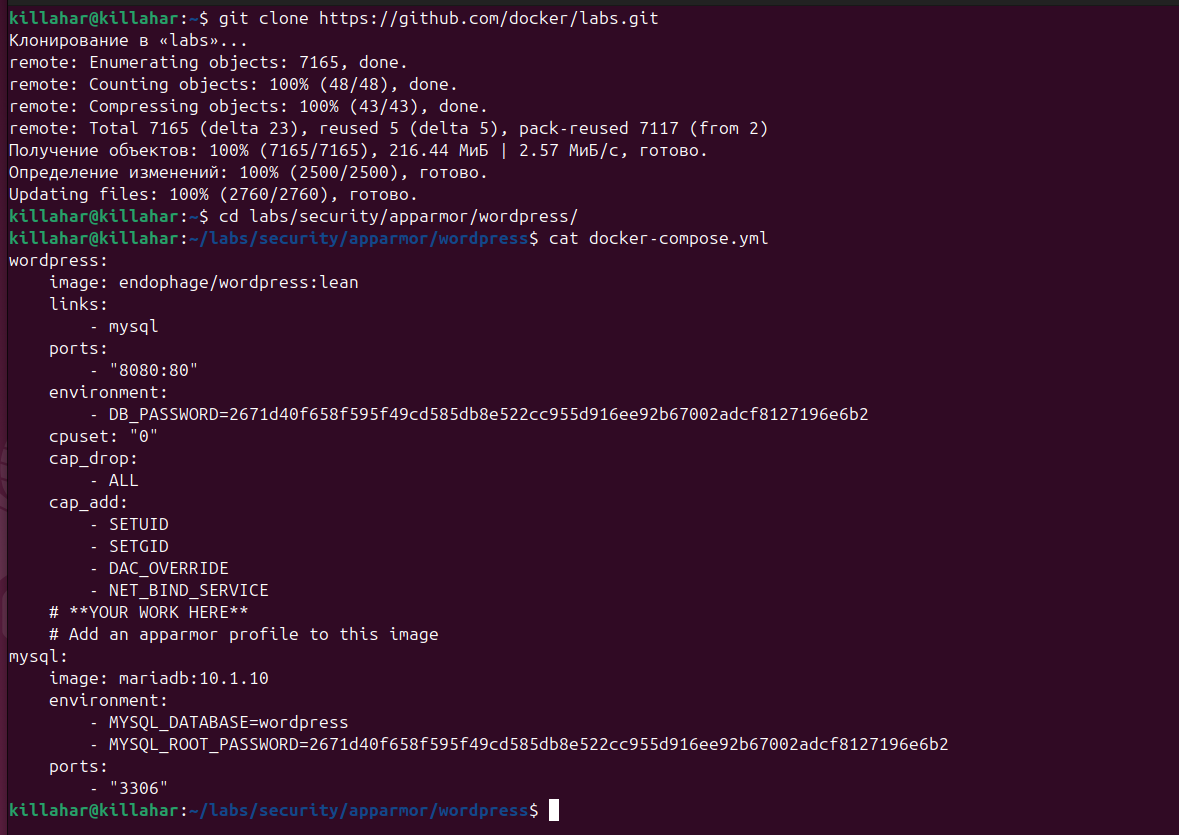 killahar@killahar:~$ git clone https://github.com/docker/labs.git
Клонирование в «labs»...
remote: Enumerating objects: 7165, done.
remote: Counting objects: 100% (48/48), done.
remote: Compressing objects: 100% (43/43), done.
remote: Total 7165 (delta 23), reused 5 (delta 5), pack-reused 7117 (from 2)
Получение объектов: 100% (7165/7165), 216.44 МиБ | 2.57 МиБ/с, готово.
Определение изменений: 100% (2500/2500), готово.
Updating files: 100% (2760/2760), готово.
killahar@killahar:~$ cd labs/security/apparmor/wordpress/
killahar@killahar:~/labs/security/apparmor/wordpress$ cat docker-compose.yml
wordpress:
    image: endophage/wordpress:lean
    links:
        - mysql
    ports:
        - "8080:80"
    environment:
        - DB_PASSWORD=2671d40f658f595f49cd585db8e522cc955d916ee92b67002adcf8127196e6b2
    cpuset: "0"
    cap_drop:
        - ALL
    cap_add:
        - SETUID
        - SETGID
        - DAC_OVERRIDE
        - NET_BIND_SERVICE
    # **YOUR WORK HERE**
    # Add an apparmor profile to this image
mysql:
    image: mariadb:10.1.10
    environment:
        - MYSQL_DATABASE=wordpress
        - MYSQL_ROOT_PASSWORD=2671d40f658f595f49cd585db8e522cc955d916ee92b67002adcf8127196e6b2
    ports:
        - "3306"
killahar@killahar:~/labs/security/apparmor/wordpress$